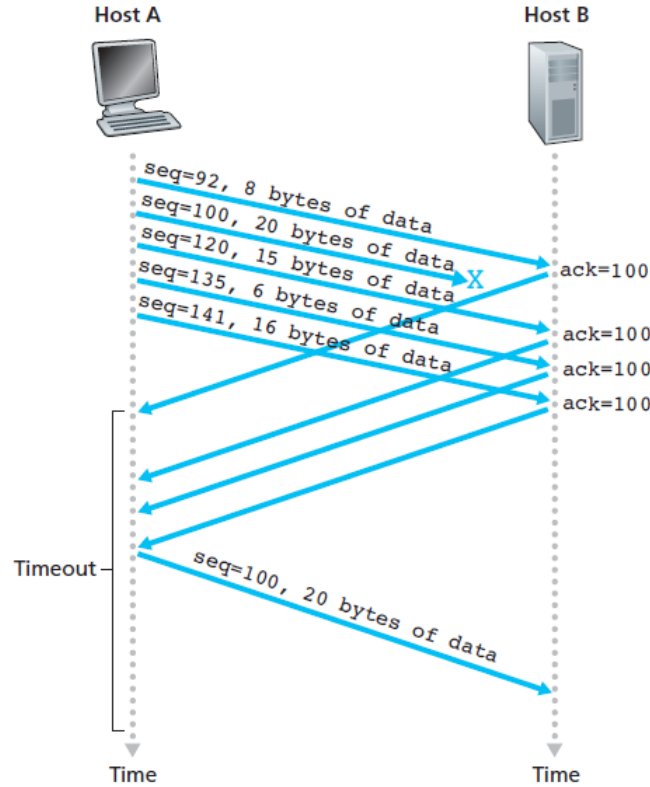 Host A
Host B
seq=92, 8 bytes of data
seq=100, 20 bytes of data
seq=120, 15 bytes of data
seq=135, 6 bytes of data
seq=141, 16 bytes of data
X
ack=100
ack=100
ack=100
ack=100
Timeout
seq=100, 20 bytes of data
Time
Time